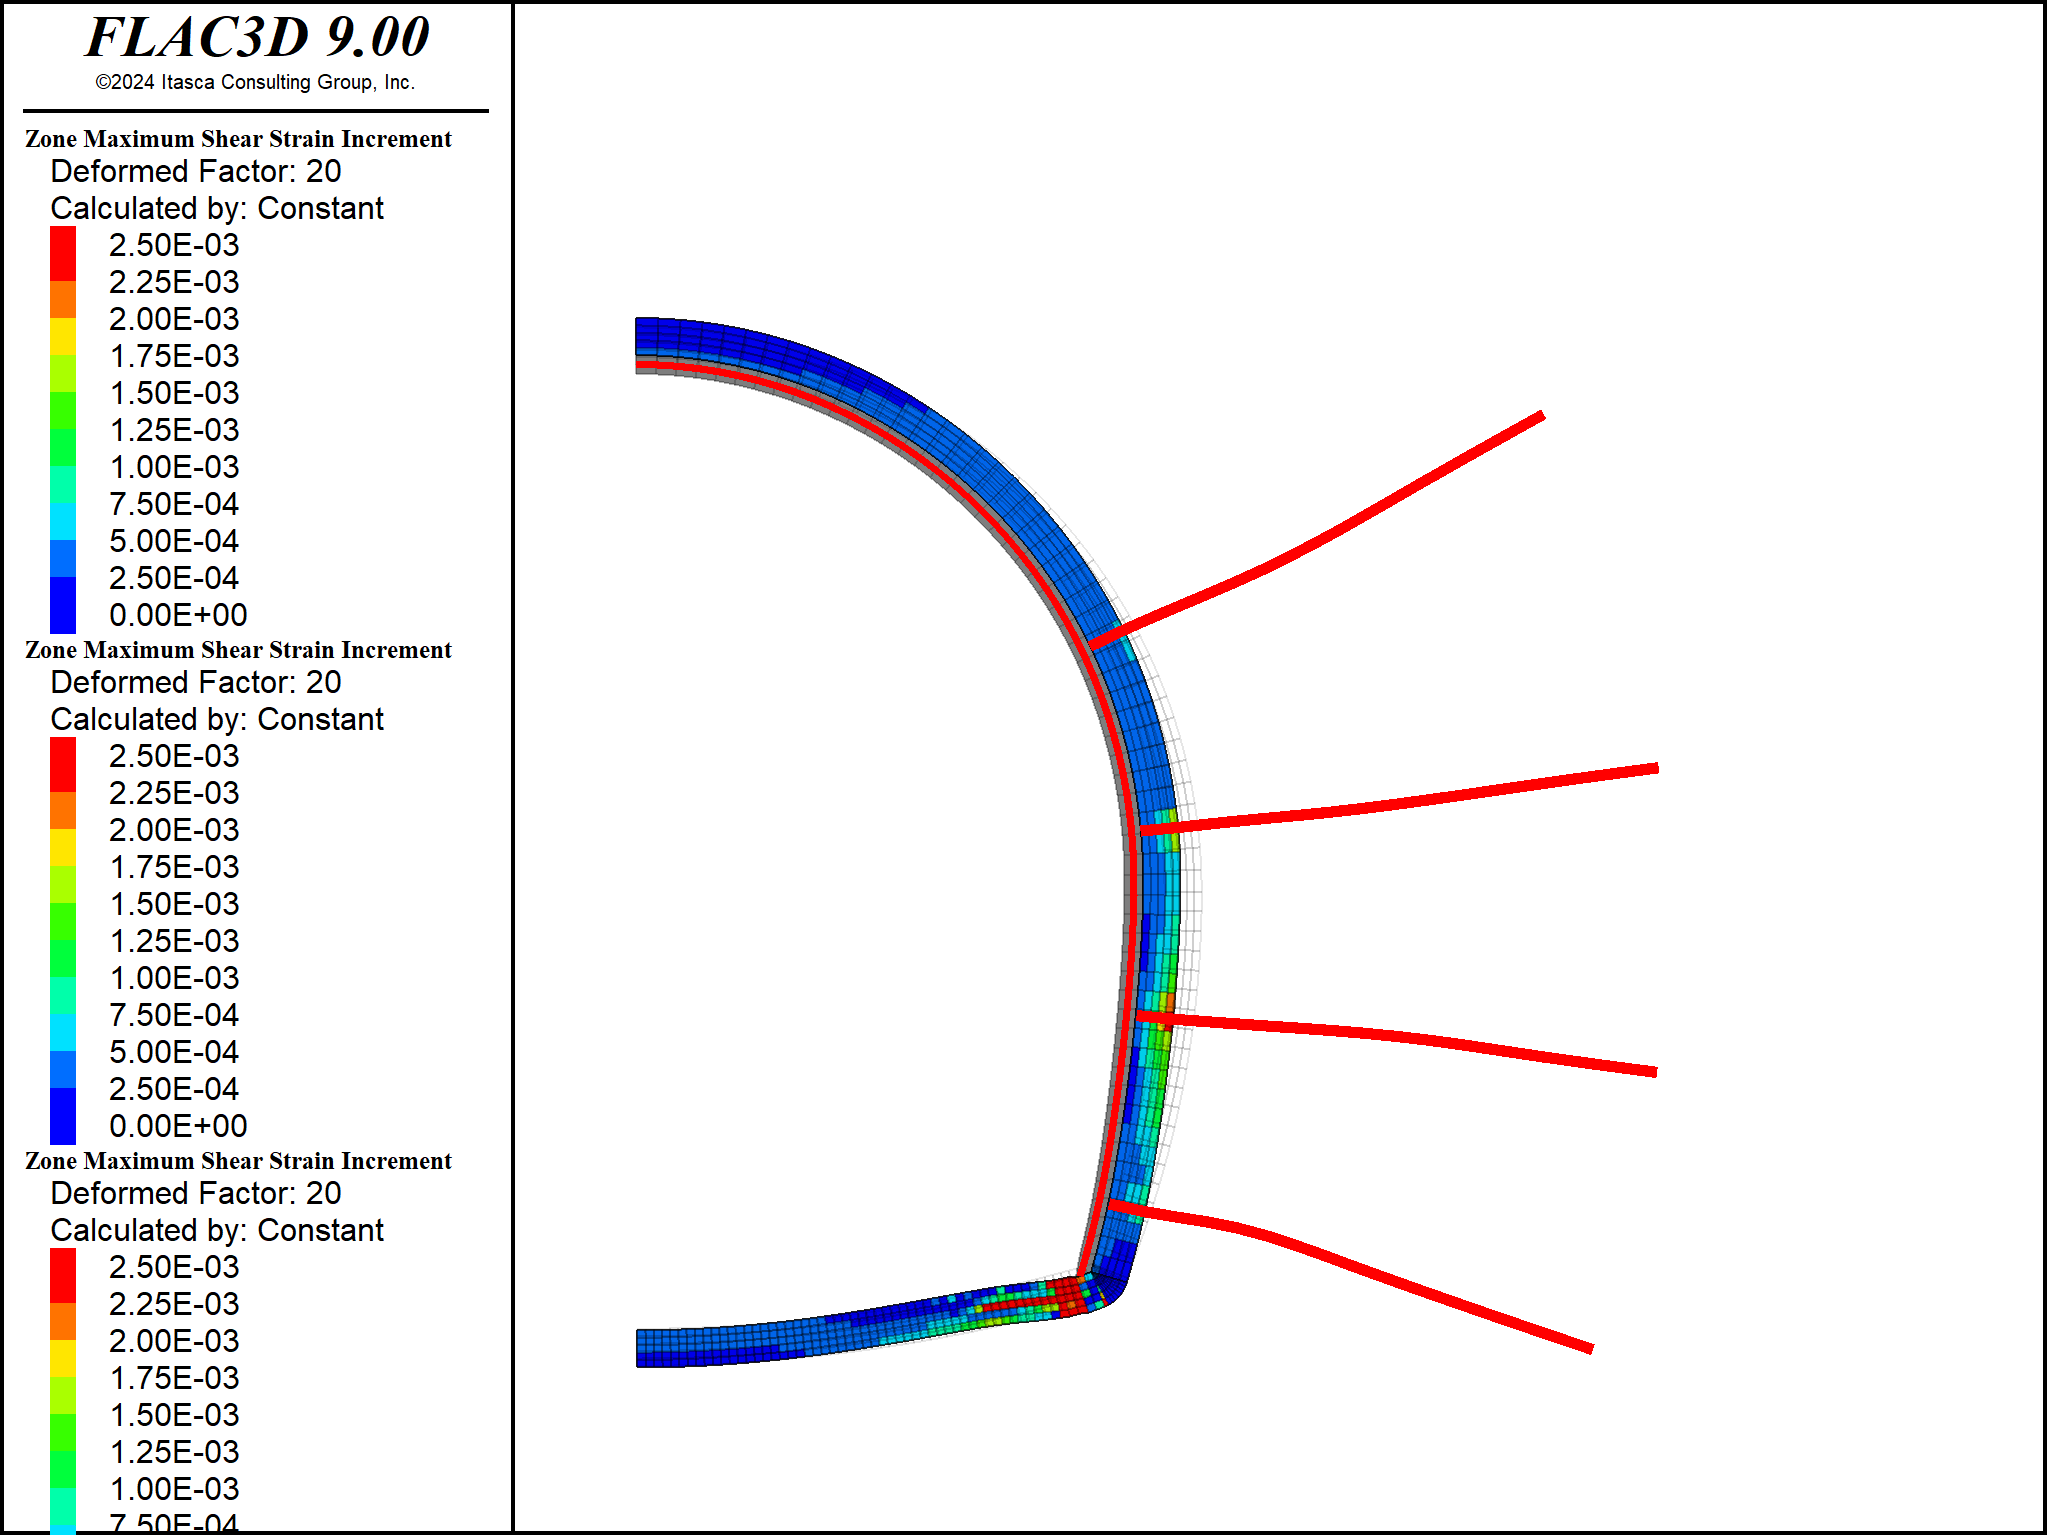 FLAC3D 9.00
©2024 Itasca Consulting Group, Inc.
Zone Maximum Shear Strain Increment
Deformed Factor: 20
Calculated by: Constant
2.50E-03
2.25E-03
2.00E-03
1.75E-03
1.50E-03
1.25E-03
1.00E-03
7.50E-04
5.00E-04
2.50E-04
0.00E+00
Zone Maximum Shear Strain Increment
Deformed Factor: 20
Calculated by: Constant
2.50E-03
2.25E-03
2.00E-03
1.75E-03
1.50E-03
1.25E-03
1.00E-03
7.50E-04
5.00E-04
2.50E-04
0.00E+00
Zone Maximum Shear Strain Increment
Deformed Factor: 20
Calculated by: Constant
2.50E-03
2.25E-03
2.00E-03
1.75E-03
1.50E-03
1.25E-03
1.00E-03
7.50E-04